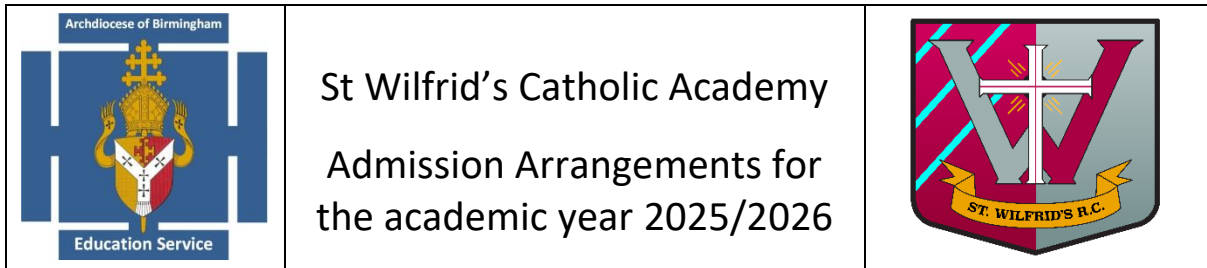 Archdiocese of Birmingham
Education Service
St Wilfrid's Catholic Academy
Admission Arrangements for
the academic year 2025/2026
W
ST. WILFRID'S R.C.